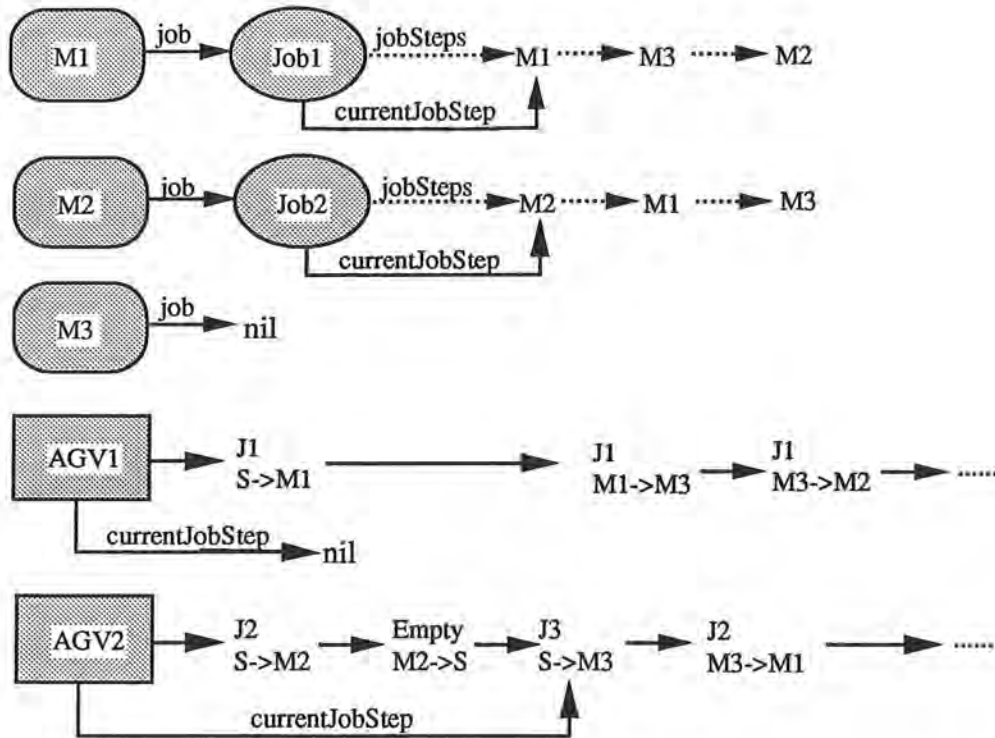 M1 job Job1 jobSteps M1 M3 M2
currentJobStep
M2 job Job2 jobSteps M2 M1 M3
currentJobStep
M3 job nil
AGV1 J1 J1 J1
S->M1 M1->M3 M3->M2 ......
currentJobStep nil
AGV2 J2 Empty J3 J2
S->M2 M2->S S->M3 M3->M1 ......
currentJobStep